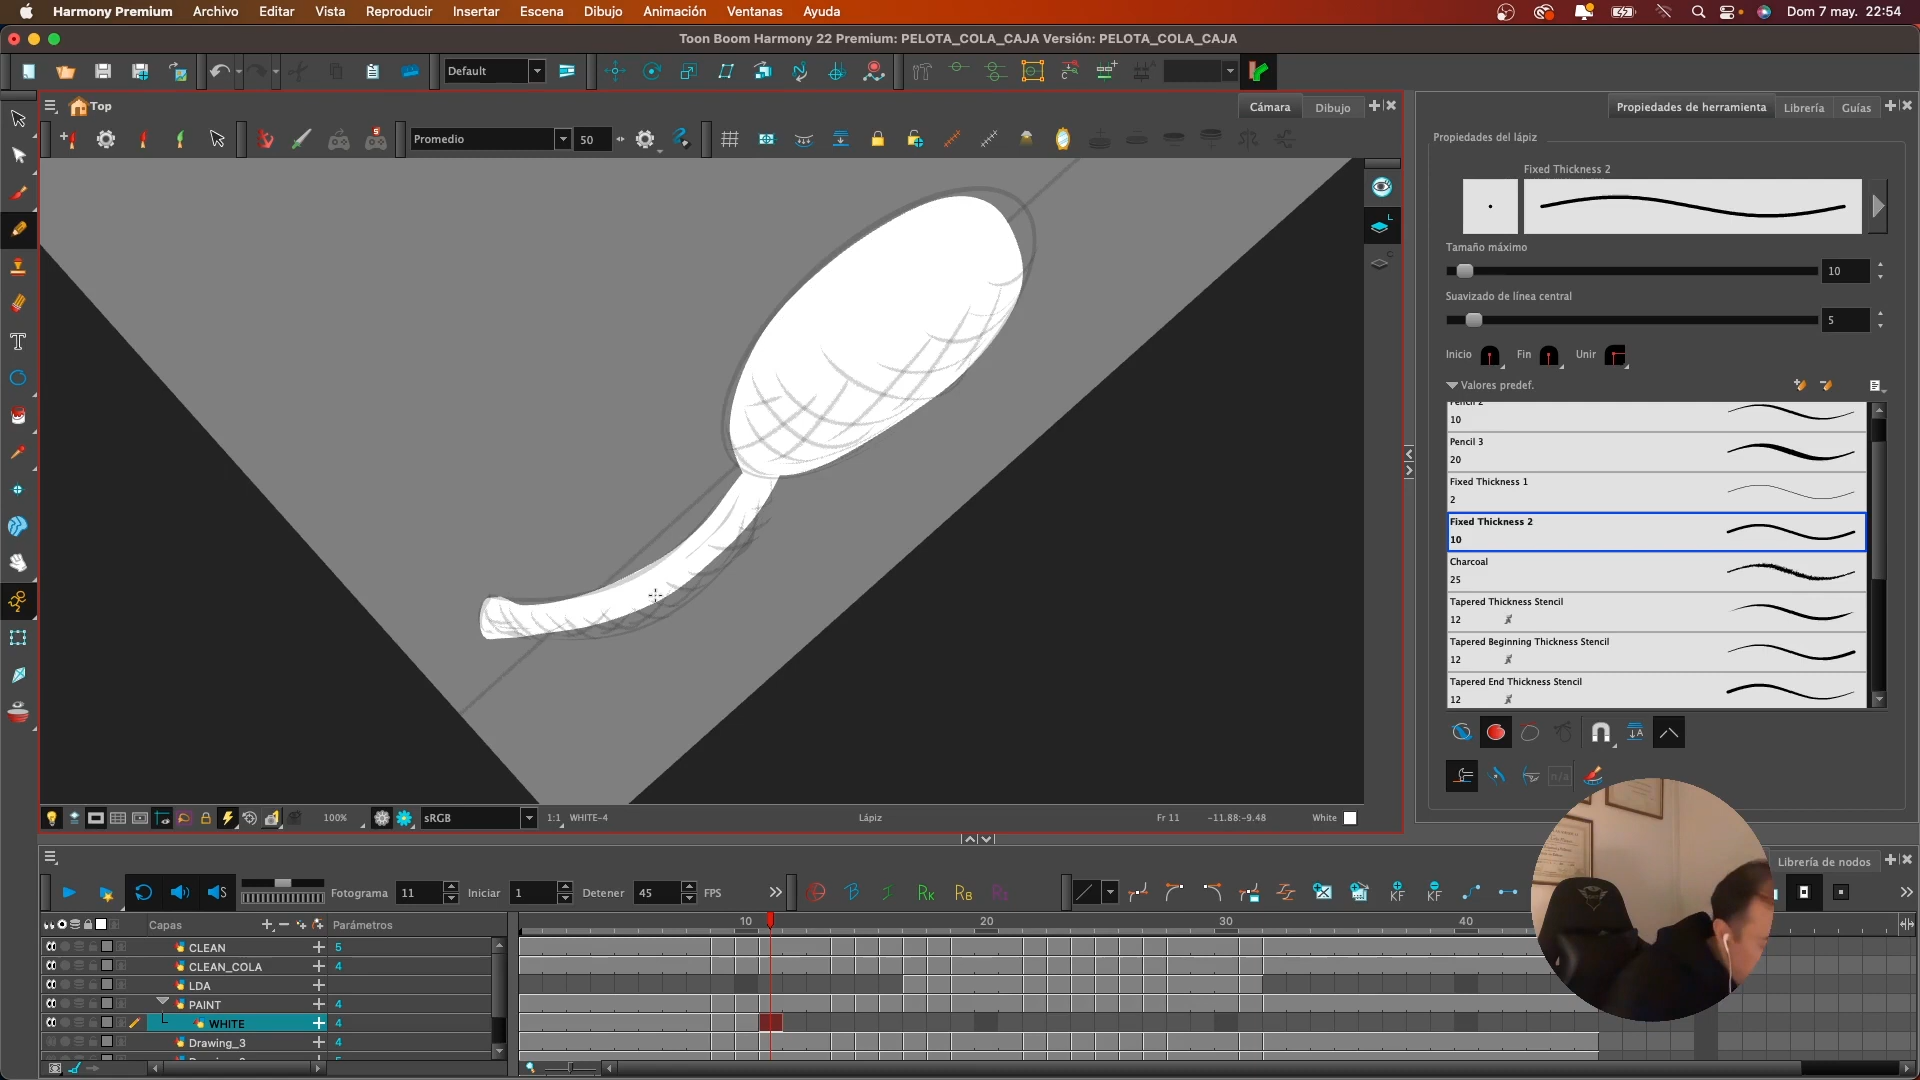 Harmony Premium Archivo Editar Vista Reproducir Insertar Escena Dibujo Animación Ventanas Ayuda Dom 7 may. 22:54
Toon Boom Harmony 22 Premium: PELOTA_COLA_CAJA Versión: PELOTA_COLA_CAJA
Default
Top
Cámara Dibujo
Promedio 50
Propiedades de herramienta Librería Guías
Propiedades del lápiz
Fixed Thickness 2
Tamaño máximo
10
Suavizado de línea central
5
Inicio Fin Unir
Valores predef.
Pencil 2
10
Pencil 3
20
Fixed Thickness 1
2
Fixed Thickness 2
10
Charcoal
25
Tapered Thickness Stencil
12
Tapered Beginning Thickness Stencil
12
Tapered End Thickness Stencil
12
n/a
100% sRGB 1:1 WHITE-4 Lápiz Fr 11 -11.88:-9.48 White
Librería de nodos
Fotograma 11 Iniciar 1 Detener 45 FPS
Capas Parámetros
10 20 30 40
CLEAN 5
CLEAN_COLA 4
LDA
PAINT 4
WHITE 4
Drawing_3 4